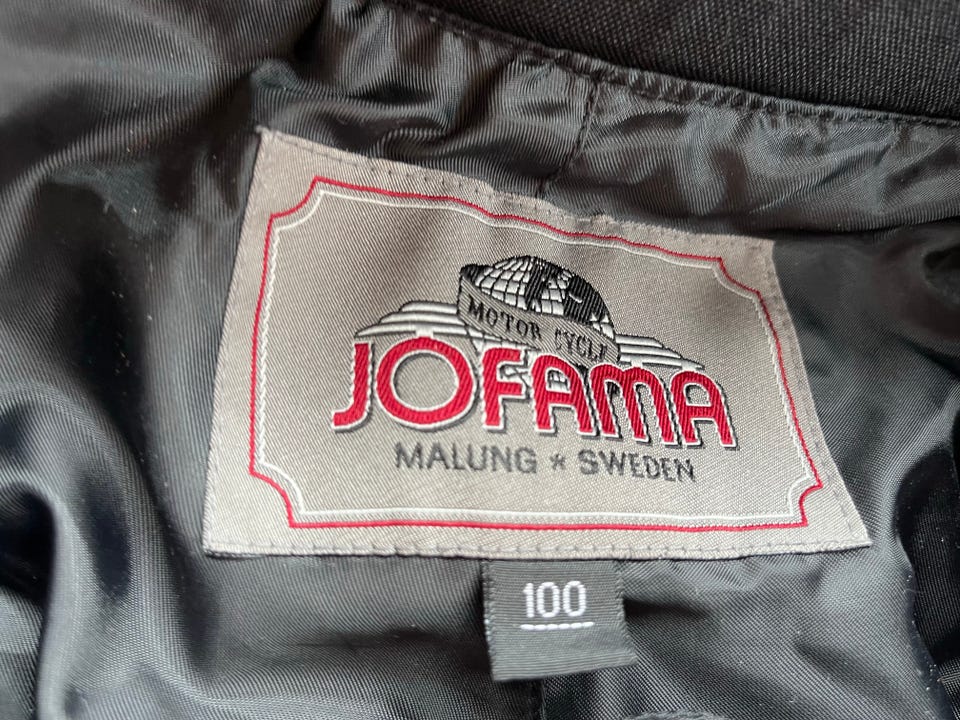 MOTOR CYCLE
JOFAMA
MALUNG * SWEDEN
100